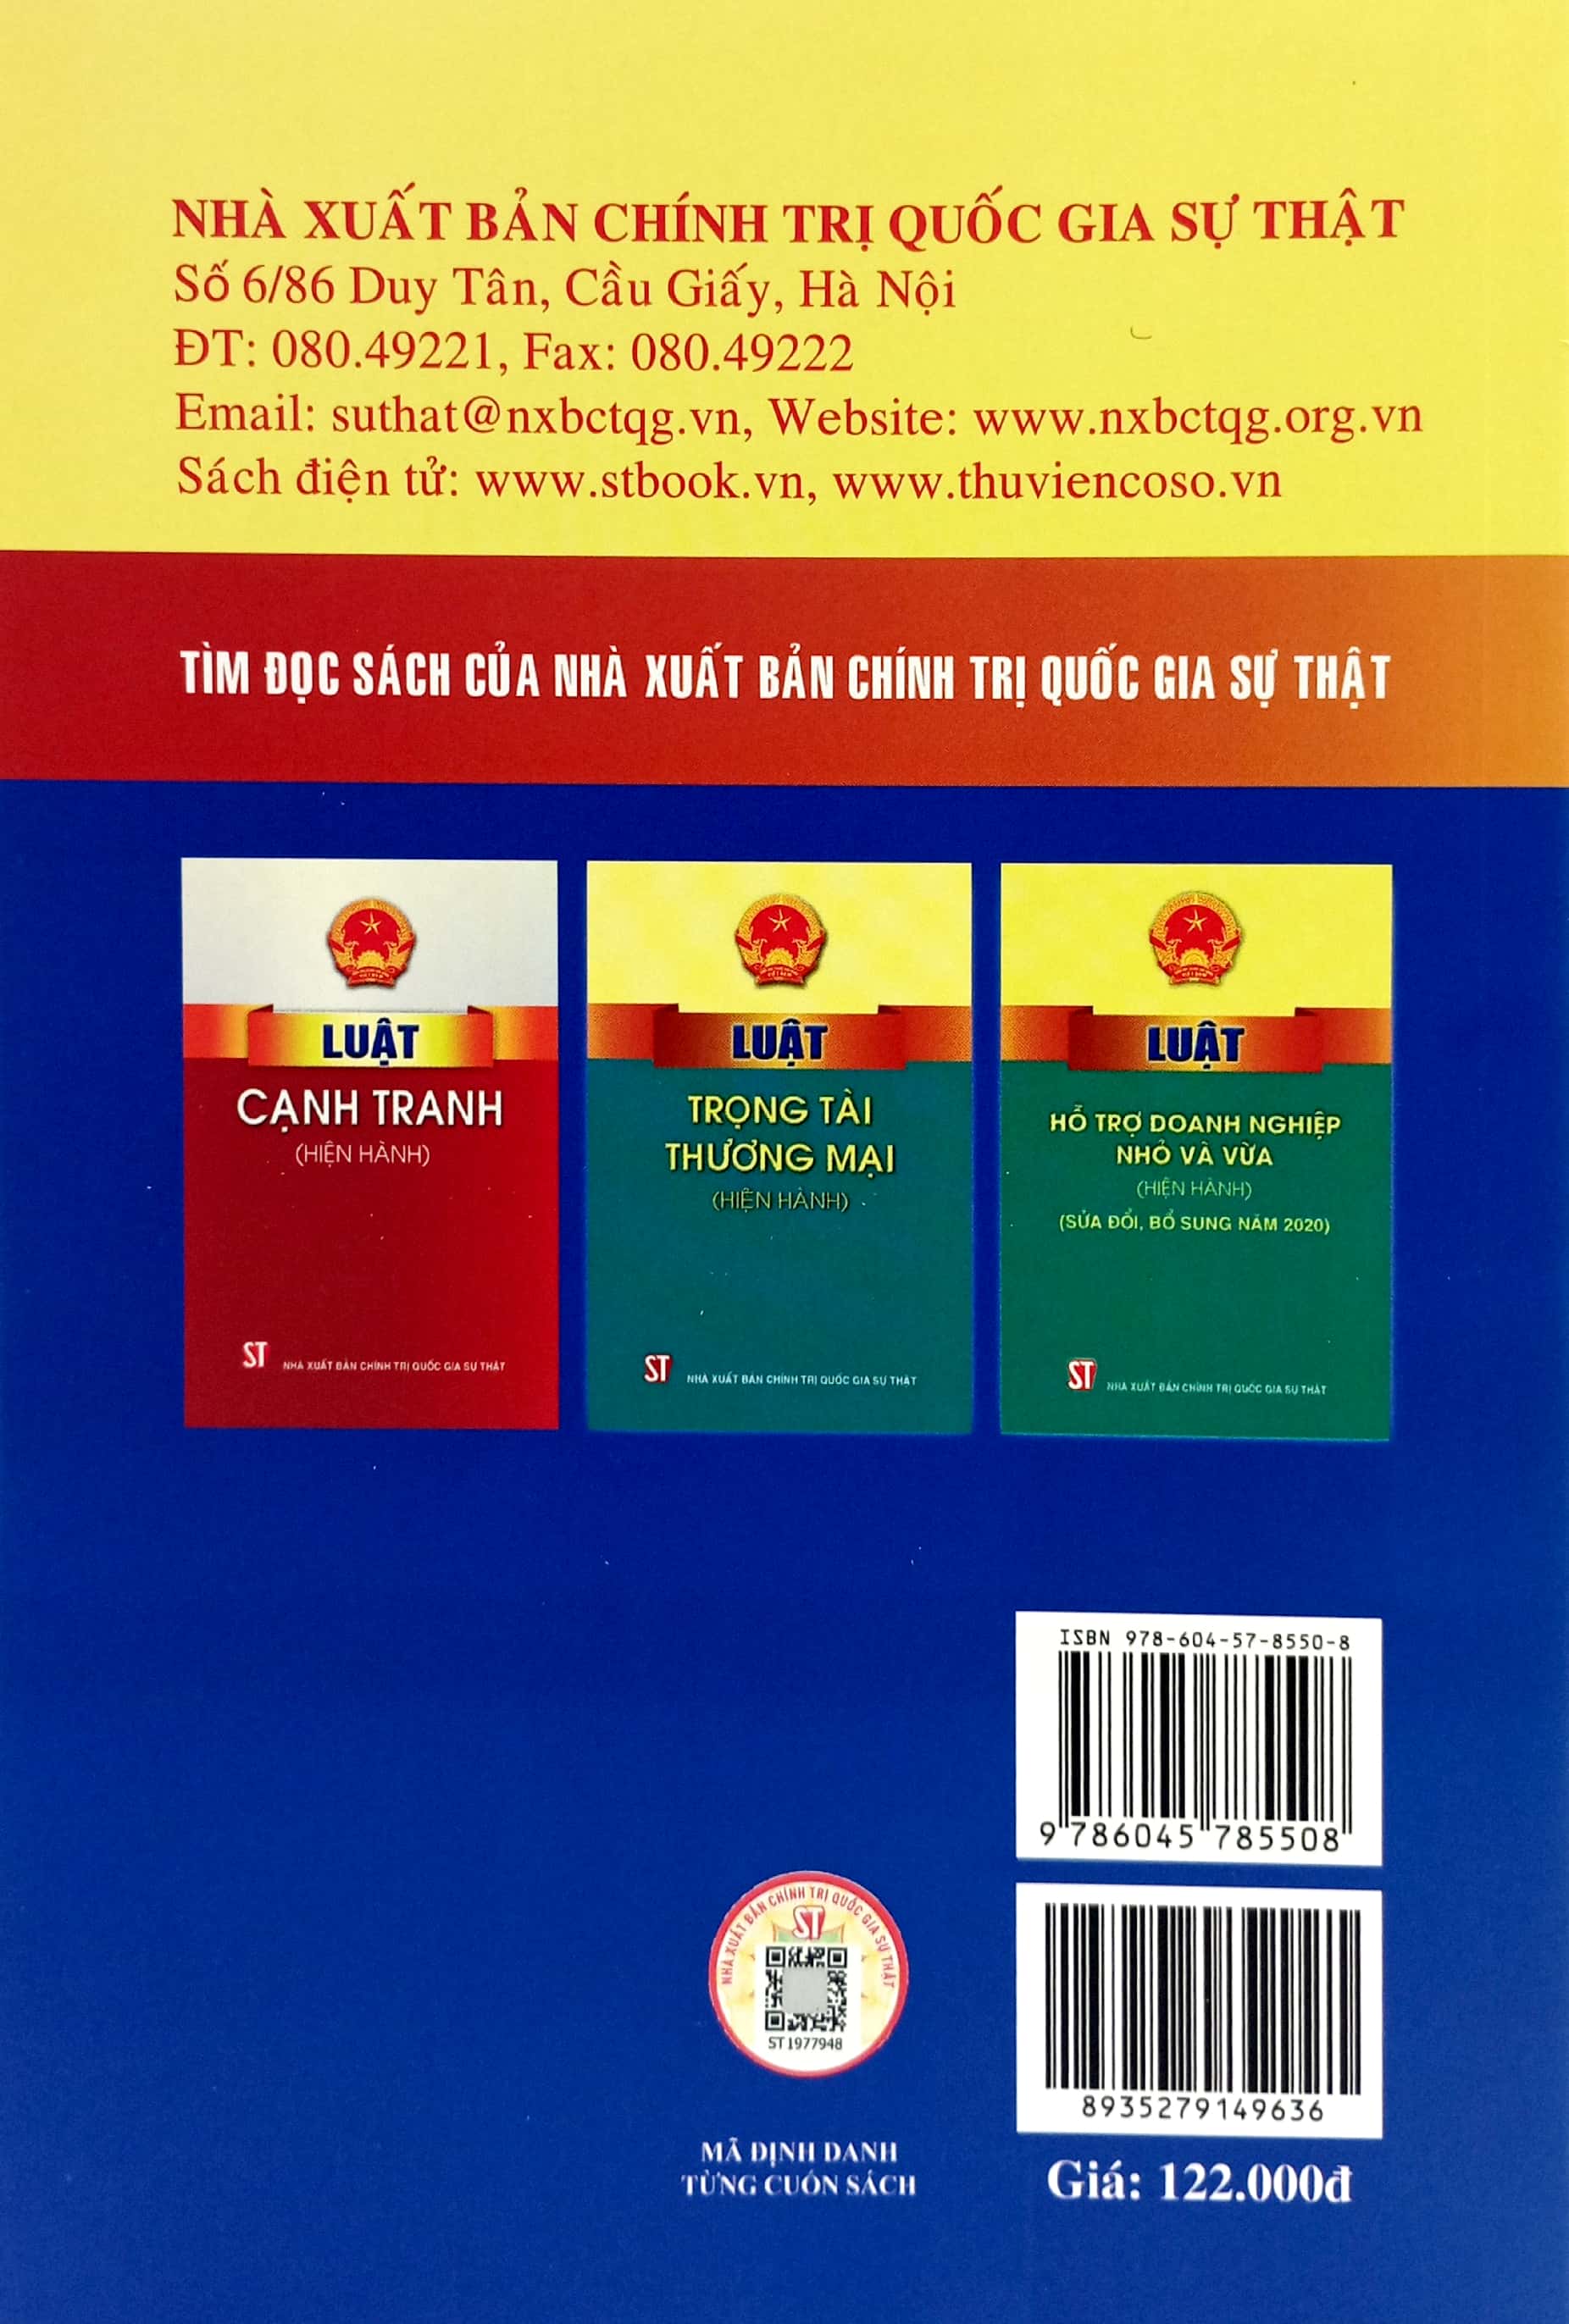 NHÀ XUẤT BẢN CHÍNH TRỊ QUỐC GIA SỰ THẬT
Số 6/86 Duy Tân, Cầu Giấy, Hà Nội
ĐT: 080.49221, Fax: 080.49222
Email: suthat@nxbctqg.vn, Website: www.nxbctqg.org.vn
Sách điện tử: www.stbook.vn, www.thuviencoso.vn
TÌM ĐỌC SÁCH CỦA NHÀ XUẤT BẢN CHÍNH TRỊ QUỐC GIA SỰ THẬT
LUẬT
CẠNH TRANH
(HIỆN HÀNH)
ST NHÀ XUẤT BẢN CHÍNH TRỊ QUỐC GIA SỰ THẬT
LUẬT
TRỌNG TÀI
THƯƠNG MẠI
(HIỆN HÀNH)
ST NHÀ XUẤT BẢN CHÍNH TRỊ QUỐC GIA SỰ THẬT
LUẬT
HỖ TRỢ DOANH NGHIỆP
NHỎ VÀ VỪA
(HIỆN HÀNH)
(SỬA ĐỔI, BỔ SUNG NĂM 2020)
ST NHÀ XUẤT BẢN CHÍNH TRỊ QUỐC GIA SỰ THẬT
ISBN 978-604-57-8550-8
9 786045 785508
NHÀ XUẤT BẢN CHÍNH TRỊ QUỐC GIA SỰ THẬT
ST
ST1977948
8935279149636
MÃ ĐỊNH DANH
TỪNG CUỐN SÁCH
Giá: 122.000đ